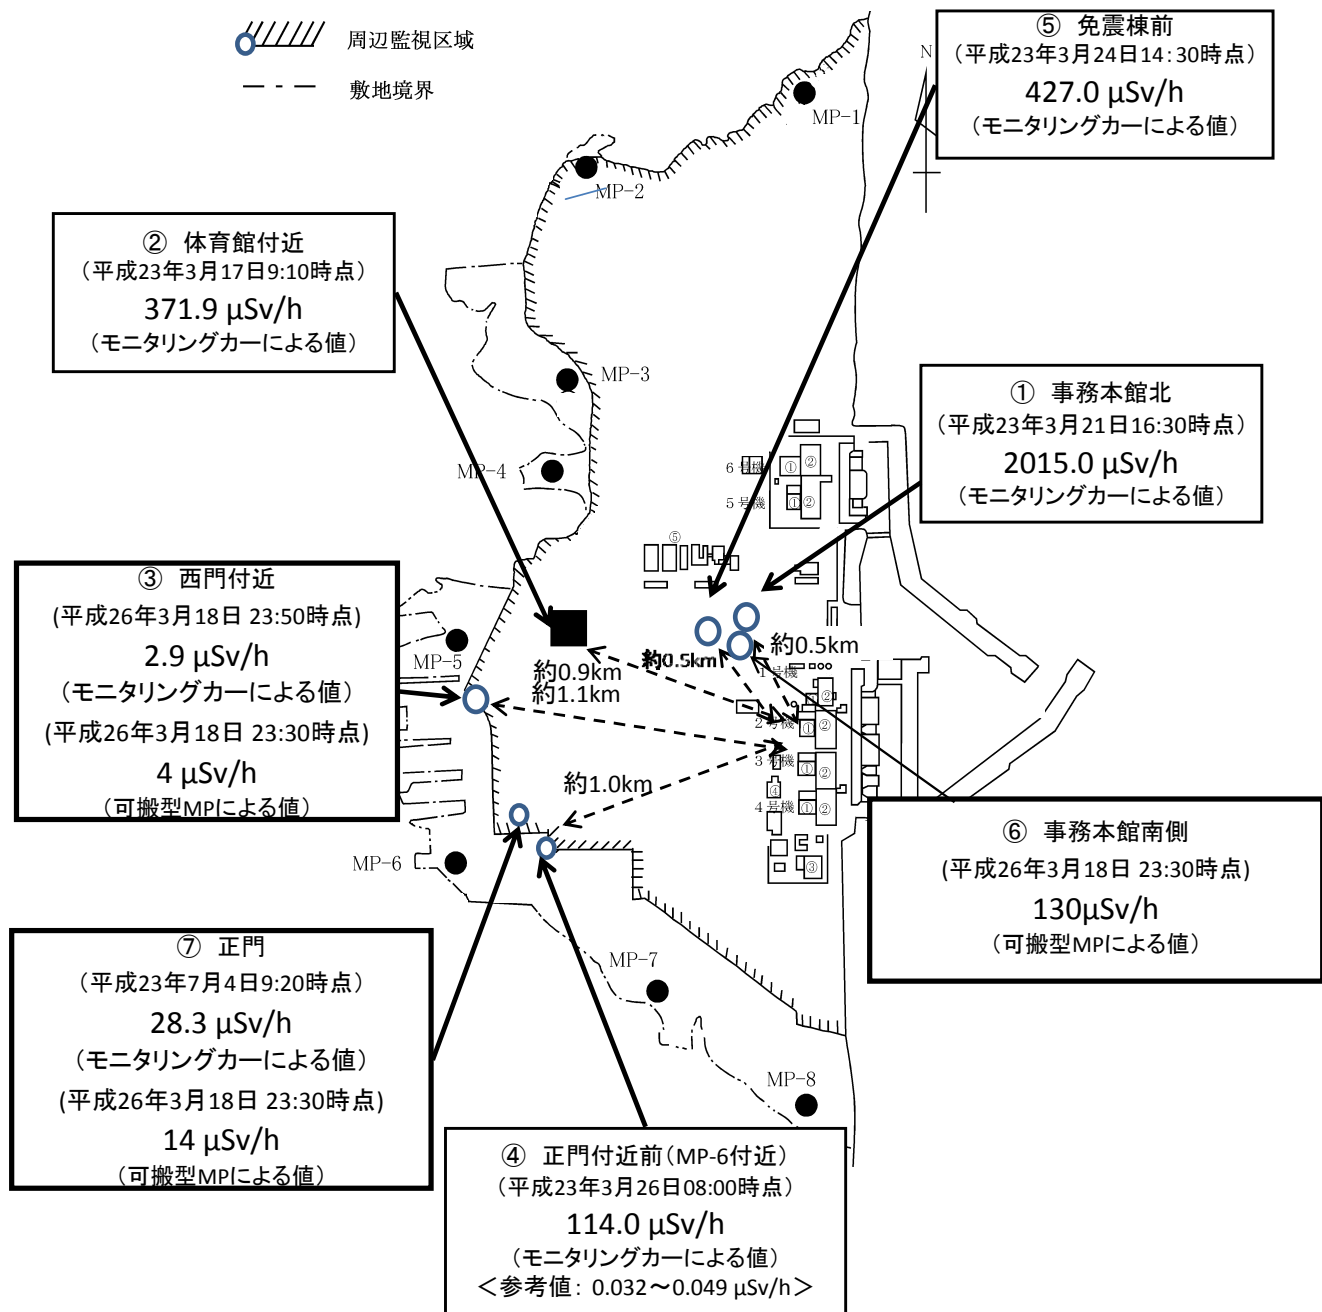 周辺監視区域
敷地境界
⑤ 免震棟前
（平成23年3月24日14:30時点）
427.0 μSv/h
（モニタリングカーによる値）
N
MP-1
MP-2
② 体育館付近
（平成23年3月17日9:10時点）
371.9 μSv/h
（モニタリングカーによる値）
MP-3
① 事務本館北
（平成23年3月21日16:30時点）
2015.0 μSv/h
（モニタリングカーによる値）
MP-4
6号機
①
②
5号機
①
②
⑤
③ 西門付近
(平成26年3月18日 23:50時点)
2.9 μSv/h
（モニタリングカーによる値）
(平成26年3月18日 23:30時点)
4 μSv/h
（可搬型MPによる値）
MP-5
約0.9km
約1.1km
約0.5km
約0.5km
1号機
②
2号機
①
②
3号機
①
②
④
4号機
①
②
③
約1.0km
MP-6
⑥ 事務本館南側
(平成26年3月18日 23:30時点)
130μSv/h
（可搬型MPによる値）
⑦ 正門
（平成23年7月4日9:20時点）
28.3 μSv/h
（モニタリングカーによる値）
(平成26年3月18日 23:30時点)
14 μSv/h
（可搬型MPによる値）
MP-7
MP-8
④ 正門付近前（MP-6付近）
（平成23年3月26日08:00時点）
114.0 μSv/h
（モニタリングカーによる値）
＜参考値: 0.032～0.049 μSv/h＞